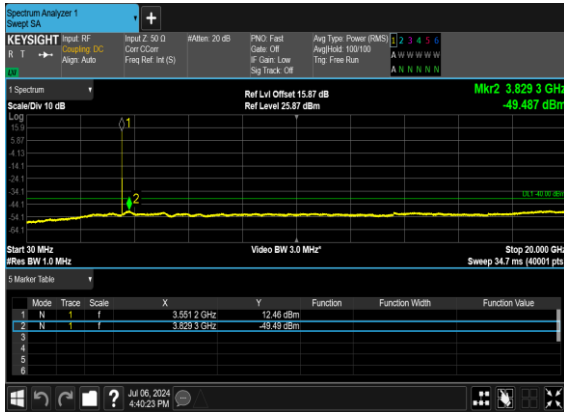 Spectrum Analyzer 1
Swept SA
+
KEYSIGHT Input: RF Input Z: 50 Ω #Atten: 20 dB PNO: Fast Avg Type: Power (RMS) 1 2 3 4 5 6
R T Coupling: DC Corr CCorr Gate: Off Avg|Hold: 100/100 A W W W W W
Align: Auto Freq Ref: Int (S) IF Gain: Low Trig: Free Run
Sig Track: Off A N N N N N
LXI
1 Spectrum
Ref Lvl Offset 15.87 dB Mkr2 3.829 3 GHz
Scale/Div 10 dB Ref Level 25.87 dBm -49.487 dBm
Log
15.9
5.87
-4.13
-14.1
-24.1
-34.1
-44.1
-54.1
-64.1
1
2
DL1 -40.00 dBm
Start 30 MHz Video BW 3.0 MHz* Stop 20.000 GHz
#Res BW 1.0 MHz Sweep 34.7 ms (40001 pts)
5 Marker Table
Mode Trace Scale X Y Function Function Width Function Value
1 N 1 f 3.551 2 GHz 12.46 dBm
2 N 1 f 3.829 3 GHz -49.49 dBm
3
4
5
6
? Jul 06, 2024
4:40:23 PM